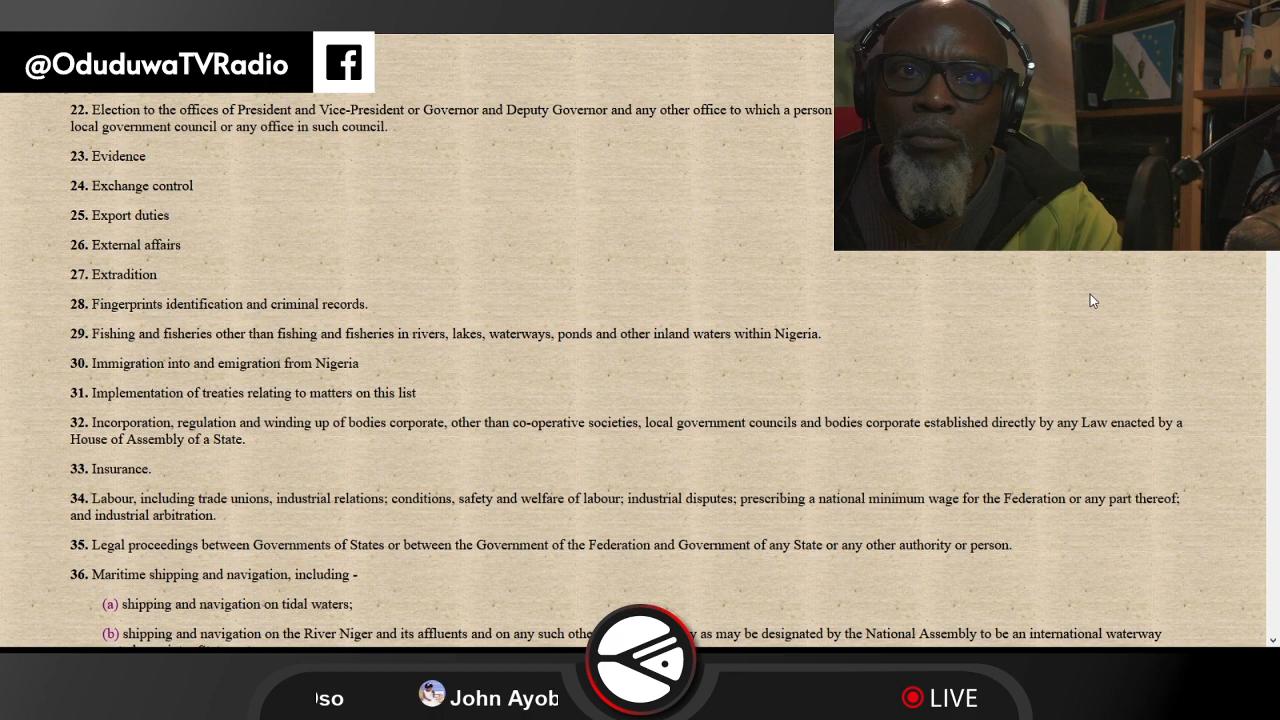 @OduduwaTVRadio
22. Election to the offices of President and Vice-President or Governor and Deputy Governor and any other office to which a person
local government council or any office in such council.
23. Evidence
24. Exchange control
25. Export duties
26. External affairs
27. Extradition
28. Fingerprints identification and criminal records.
29. Fishing and fisheries other than fishing and fisheries in rivers, lakes, waterways, ponds and other inland waters within Nigeria.
30. Immigration into and emigration from Nigeria
31. Implementation of treaties relating to matters on this list
32. Incorporation, regulation and winding up of bodies corporate, other than co-operative societies, local government councils and bodies corporate established directly by any Law enacted by a
House of Assembly of a State.
33. Insurance.
34. Labour, including trade unions, industrial relations; conditions, safety and welfare of labour; industrial disputes; prescribing a national minimum wage for the Federation or any part thereof;
and industrial arbitration.
35. Legal proceedings between Governments of States or between the Government of the Federation and Government of any State or any other authority or person.
36. Maritime shipping and navigation, including -
(a) shipping and navigation on tidal waters;
(b) shipping and navigation on the River Niger and its affluents and on any such as may be designated by the National Assembly to be an international waterway
John Ayob
LIVE